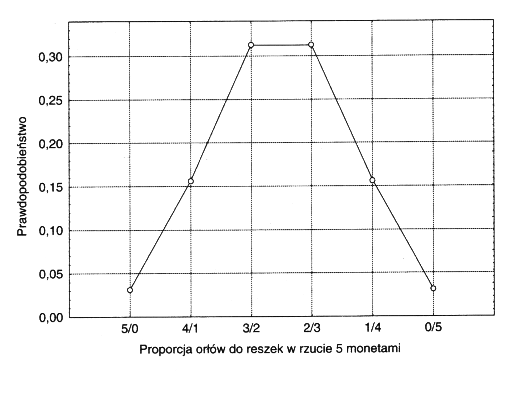 Prawdopodobieństwo
0,30
0,25
0,20
0,15
0,10
0,05
0,00
5/0 4/1 3/2 2/3 1/4 0/5
Proporcja orłów do reszek w rzucie 5 monetami